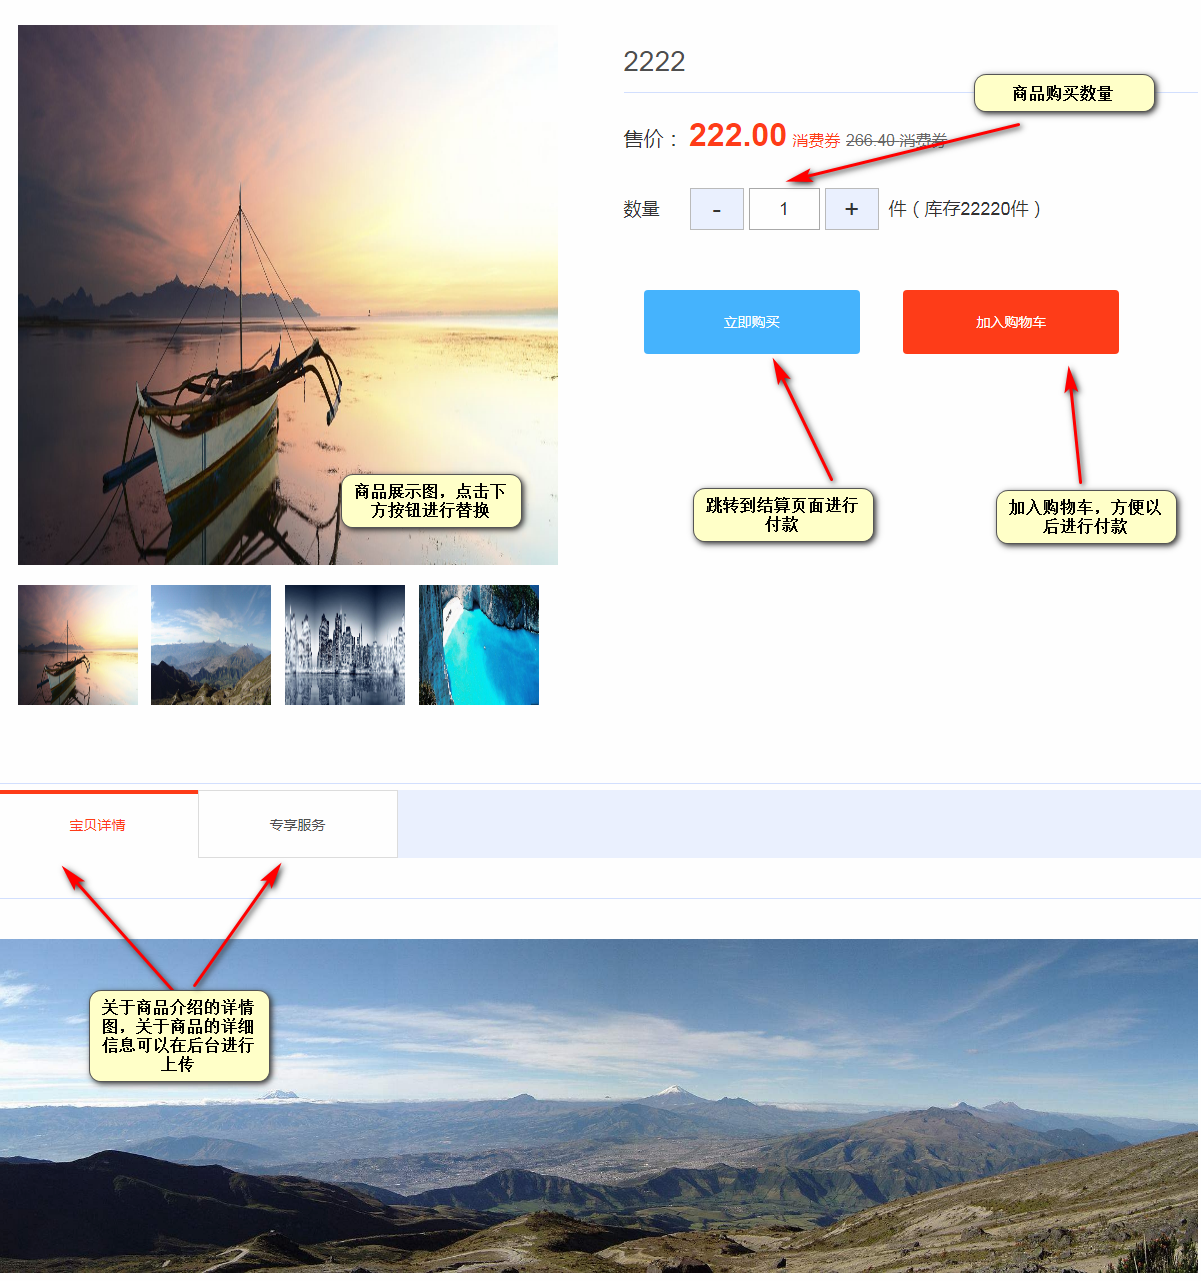 2222
商品购买数量
售价： 222.00 消费券 266.40 消费券
数量 - 1 + 件（库存22220件）
立即购买
加入购物车
商品展示图，点击下
方按钮进行替换
跳转到结算页面进行
付款
加入购物车，方便以
后进行付款
宝贝详情
专享服务
关于商品介绍的详情
图，关于商品的详细
信息可以在后台进行
上传